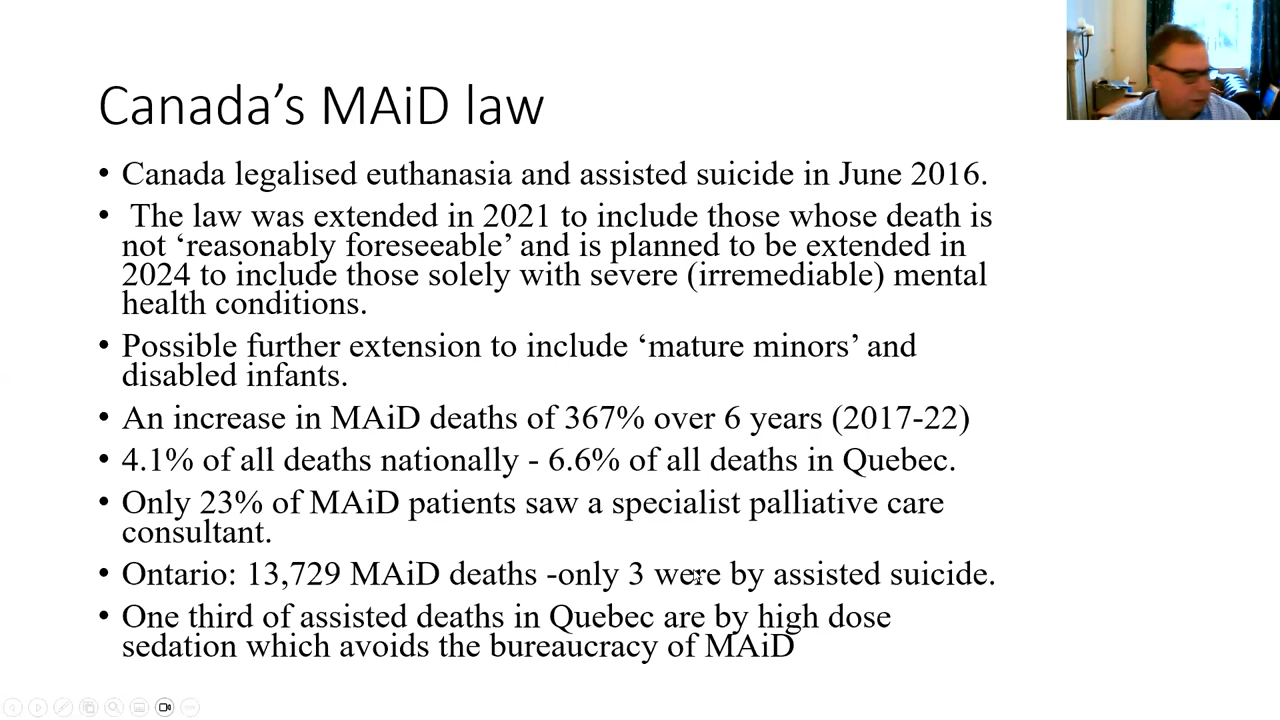 Canada’s MAiD law
• Canada legalised euthanasia and assisted suicide in June 2016.
• The law was extended in 2021 to include those whose death is
not ‘reasonably foreseeable’ and is planned to be extended in
2024 to include those solely with severe (irremediable) mental
health conditions.
• Possible further extension to include ‘mature minors’ and
disabled infants.
• An increase in MAiD deaths of 367% over 6 years (2017-22)
• 4.1% of all deaths nationally - 6.6% of all deaths in Quebec.
• Only 23% of MAiD patients saw a specialist palliative care
consultant.
• Ontario: 13,729 MAiD deaths -only 3 were by assisted suicide.
• One third of assisted deaths in Quebec are by high dose
sedation which avoids the bureaucracy of MAiD